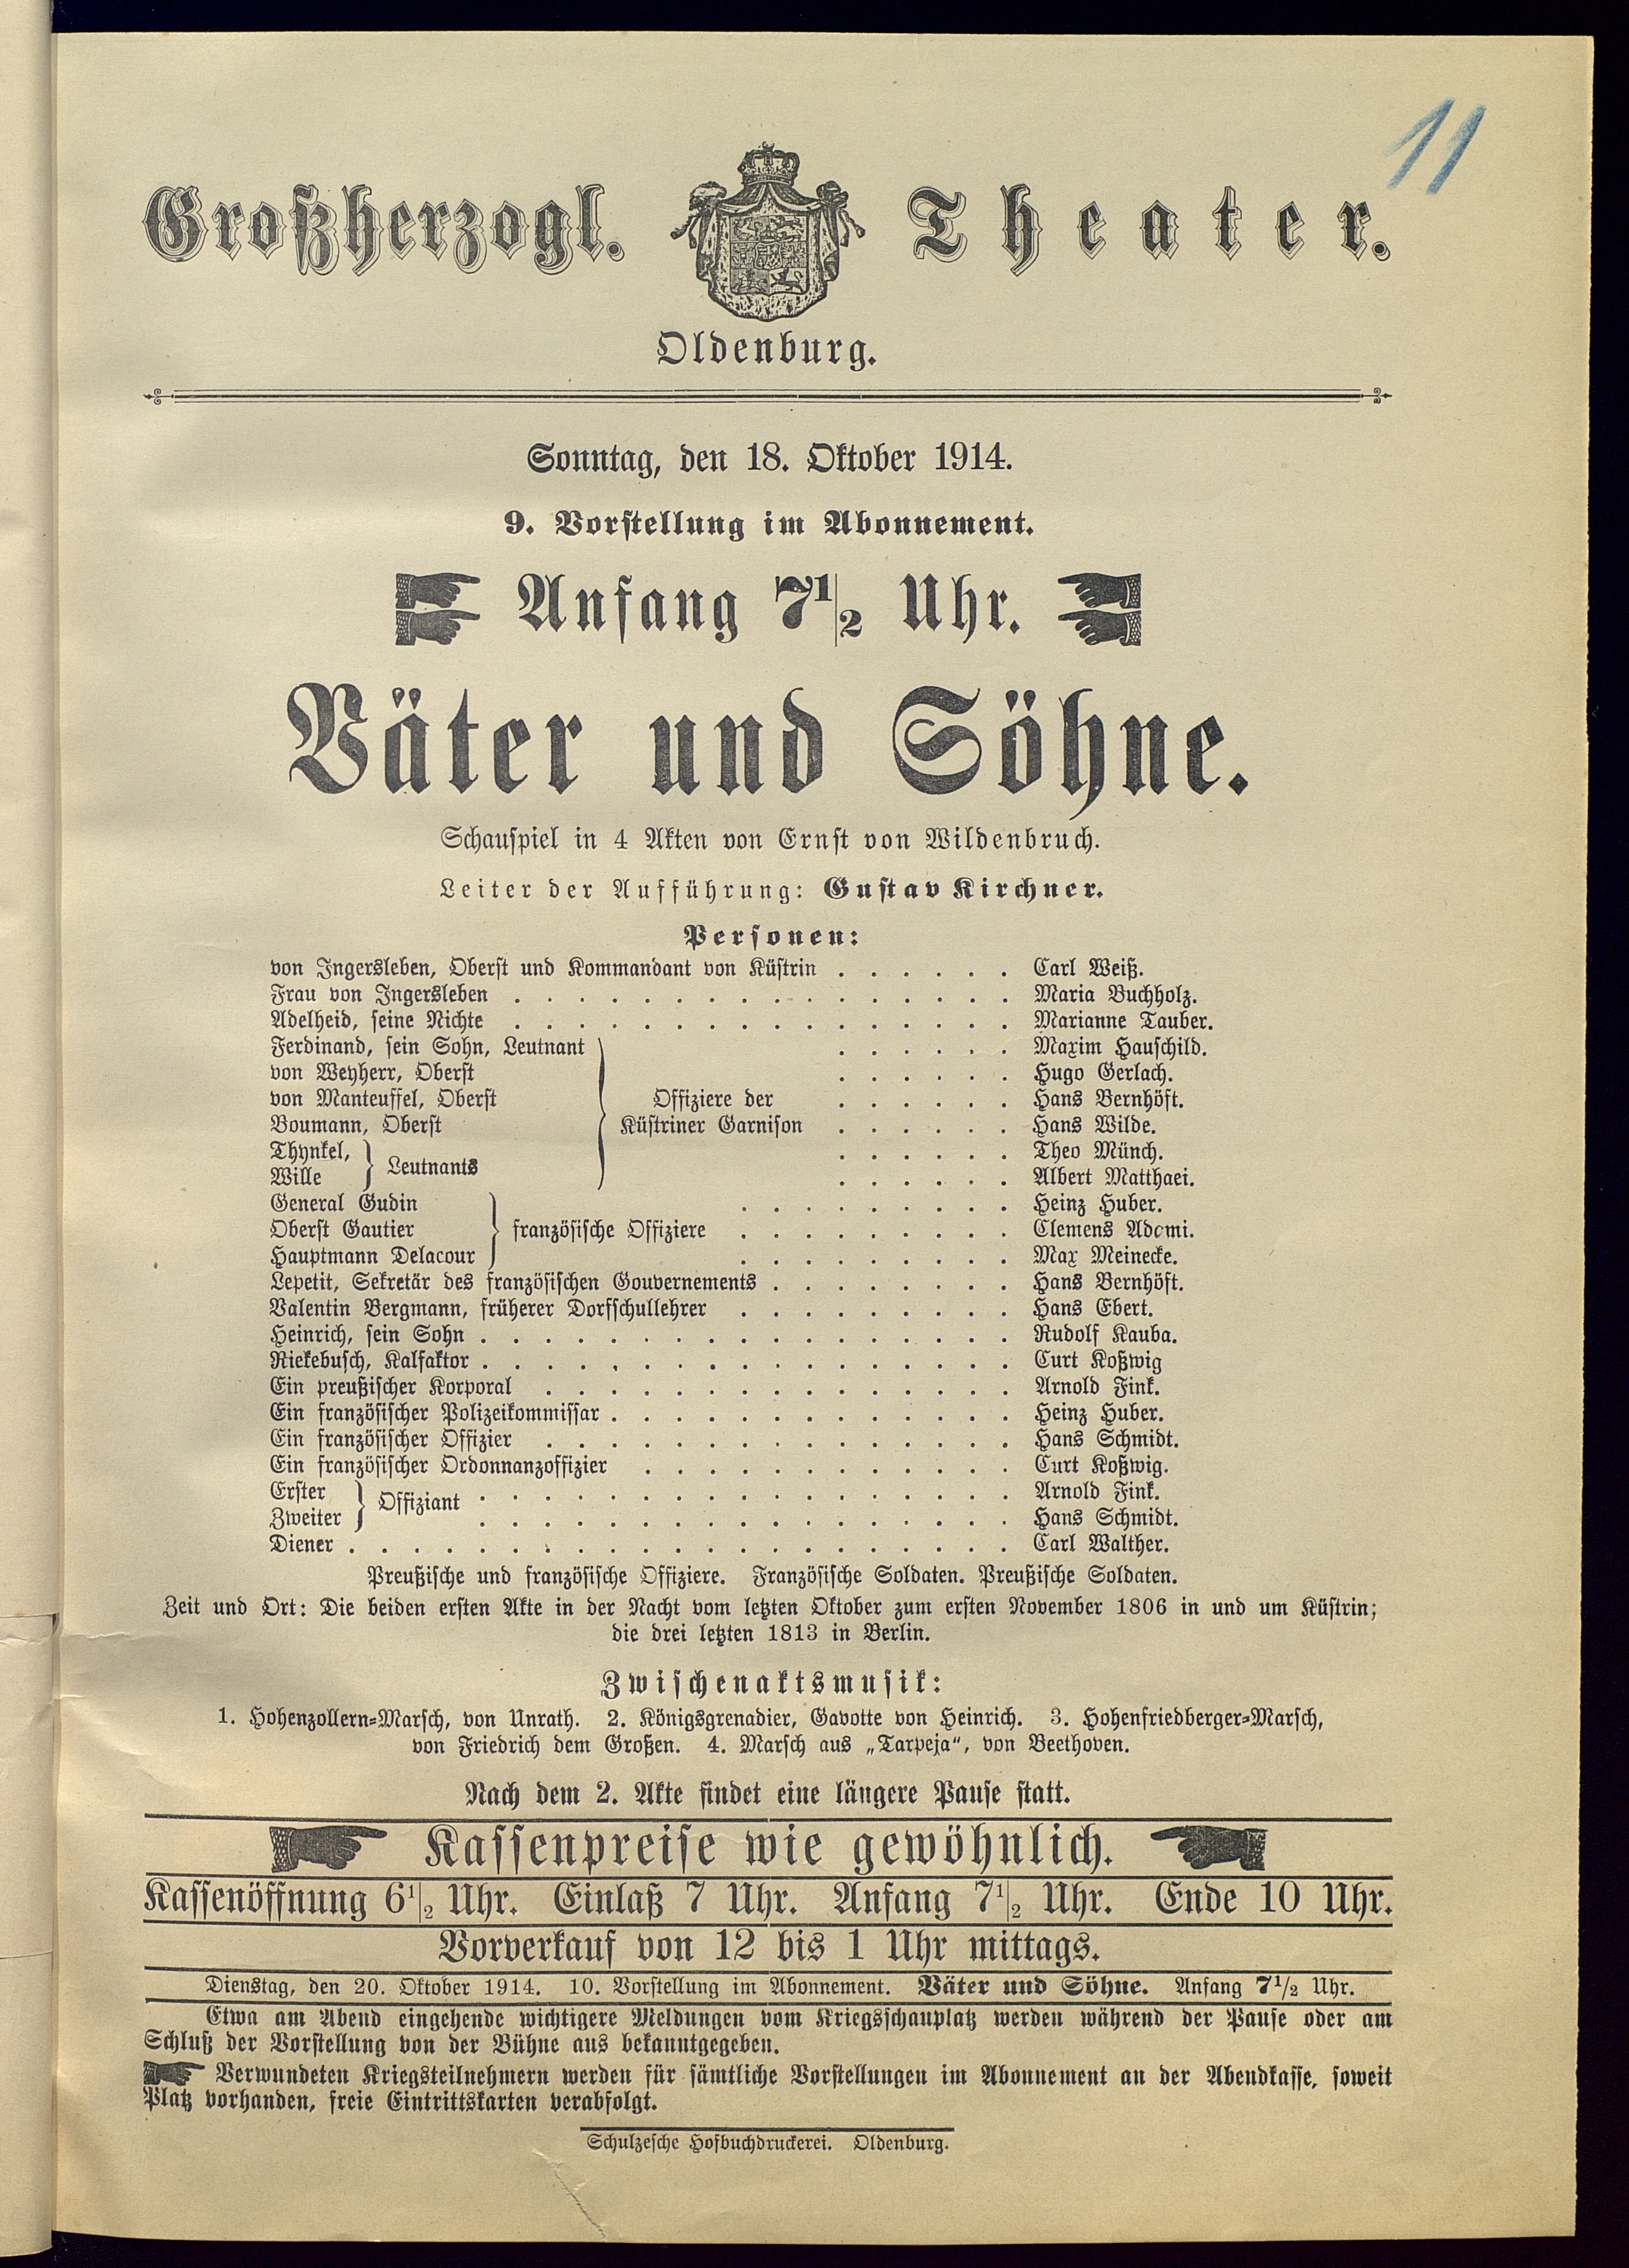 11
Großherzogl. Theater.
Oldenburg.
Sonntag, den 18. Oktober 1914.
9. Vorstellung im Abonnement.
Anfang 7 1/2 Uhr.
Väter und Söhne.
Schauspiel in 4 Akten von Ernst von Wildenbruch.
Leiter der Aufführung: Gustav Kirchner.
Personen:
von Ingersleben, Oberst und Kommandant von Küstrin . . . . . . Carl Weiß.
Frau von Ingersleben . . . . . . . . . . . . . . . . Maria Buchholz.
Adelheid, seine Nichte . . . . . . . . . . . . . . . . Marianne Tauber.
Ferdinand, sein Sohn, Leutnant . . . . . . Maxim Hauschild.
von Weyherr, Oberst . . . . . . Hugo Gerlach.
von Manteuffel, Oberst Offiziere der . . . . . . Hans Bernhöft.
Boumann, Oberst Küstriner Garnison . . . . . . Hans Wilde.
Thynkel, . . . . . . Theo Münch.
Wille } Leutnants . . . . . . Albert Matthaei.
General Gudin . . . . . . . . . Heinz Huber.
Oberst Gautier } französische Offiziere . . . . . . . . . Clemens Adomi.
Hauptmann Delacour . . . . . . . . . Max Meinecke.
Lepetit, Sekretär des französischen Gouvernements . . . . . . . . Hans Bernhöft.
Valentin Bergmann, früherer Dorfschullehrer . . . . . . . . . Hans Ebert.
Heinrich, sein Sohn . . . . . . . . . . . . . . . . . Rudolf Kauba.
Riekebusch, Kalfaktor . . . . . . . . . . . . . . . . . Curt Koßwig
Ein preußischer Korporal . . . . . . . . . . . . . . . Arnold Fink.
Ein französischer Polizeikommissar . . . . . . . . . . . . . Heinz Huber.
Ein französischer Offizier . . . . . . . . . . . . . . . Hans Schmidt.
Ein französischer Ordonnanzoffizier . . . . . . . . . . . . Curt Koßwig.
Erster } Offiziant . . . . . . . . . . . . . . . . . Arnold Fink.
Zweiter . . . . . . . . . . . . . . . . . Hans Schmidt.
Diener . . . . . . . . . . . . . . . . . . . . . Carl Walther.
Preußische und französische Offiziere. Französische Soldaten. Preußische Soldaten.
Zeit und Ort: Die beiden ersten Akte in der Nacht vom letzten Oktober zum ersten November 1806 in und um Küstrin;
die drei letzten 1813 in Berlin.
Zwischenaktsmusik:
1. Hohenzollern-Marsch, von Unrath. 2. Königsgrenadier, Gavotte von Heinrich. 3. Hohenfriedberger-Marsch,
von Friedrich dem Großen. 4. Marsch aus „Tarpeja“, von Beethoven.
Nach dem 2. Akte findet eine längere Pause statt.
Kassenpreise wie gewöhnlich.
Kassenöffnung 6 1/2 Uhr. Einlaß 7 Uhr. Anfang 7 1/2 Uhr. Ende 10 Uhr.
Vorverkauf von 12 bis 1 Uhr mittags.
Dienstag, den 20. Oktober 1914. 10. Vorstellung im Abonnement. Väter und Söhne. Anfang 7 1/2 Uhr.
Etwa am Abend eingehende wichtigere Meldungen vom Kriegsschauplatz werden während der Pause oder am
Schluß der Vorstellung von der Bühne aus bekanntgegeben.
Verwundeten Kriegsteilnehmern werden für sämtliche Vorstellungen im Abonnement an der Abendkasse, soweit
Platz vorhanden, freie Eintrittskarten verabfolgt.
Schulzesche Hofbuchdruckerei. Oldenburg.